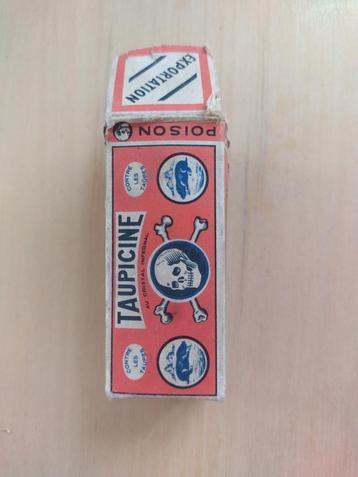 EXPORTATION
POISON
CONTRE
LES
TAUPES
TAUPICINE
AU CRISTAL INFERNAL
CONTRE
LES
TAUPES